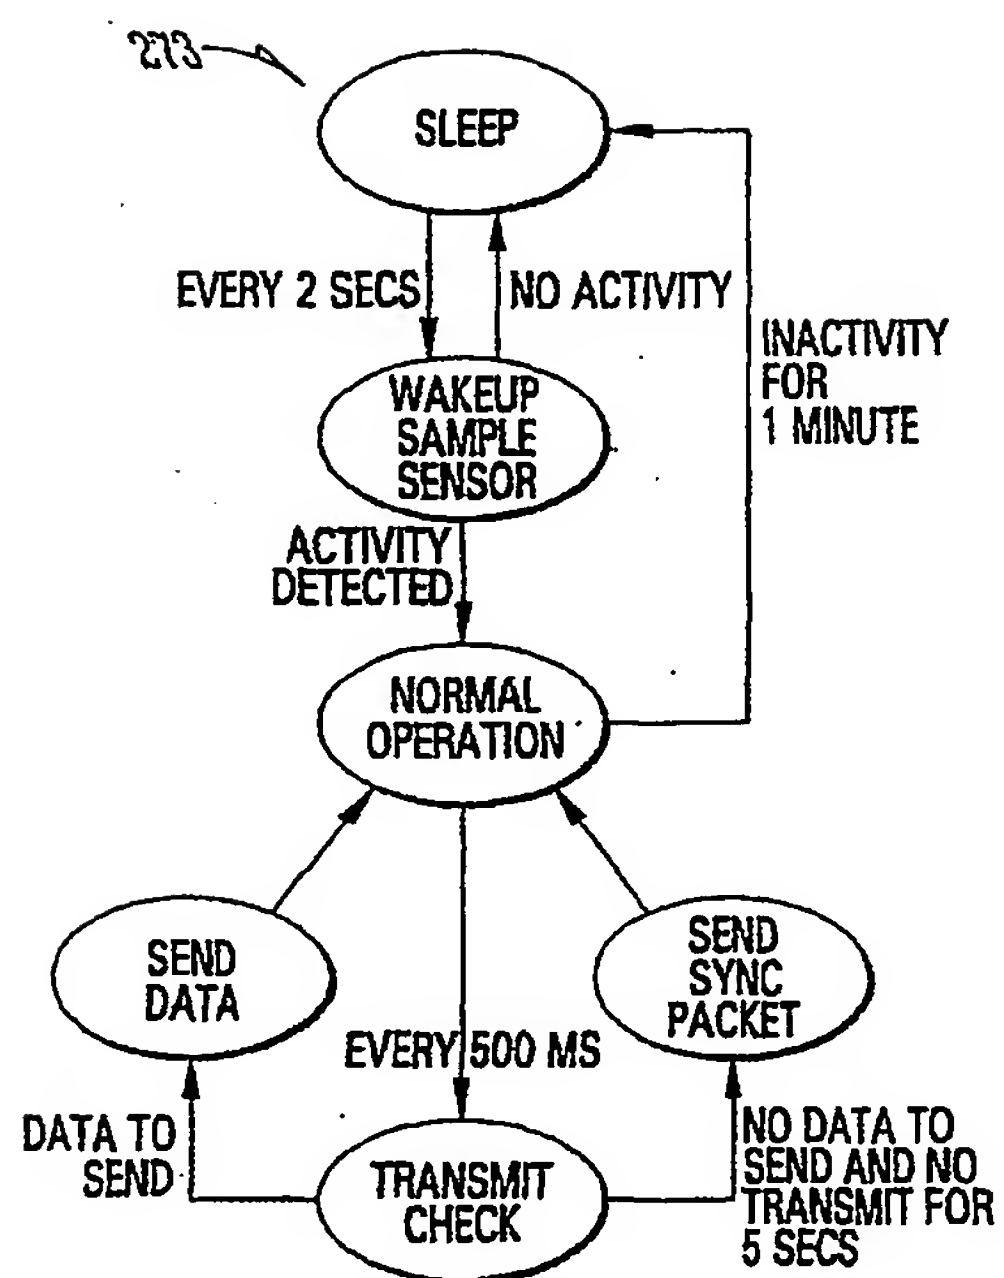 273
SLEEP
EVERY 2 SECS
NO ACTIVITY
INACTIVITY
FOR
1 MINUTE
WAKEUP
SAMPLE
SENSOR
ACTIVITY
DETECTED
NORMAL
OPERATION
SEND
DATA
SEND
SYNC
PACKET
EVERY 500 MS
DATA TO
SEND
TRANSMIT
CHECK
NO DATA TO
SEND AND NO
TRANSMIT FOR
5 SECS